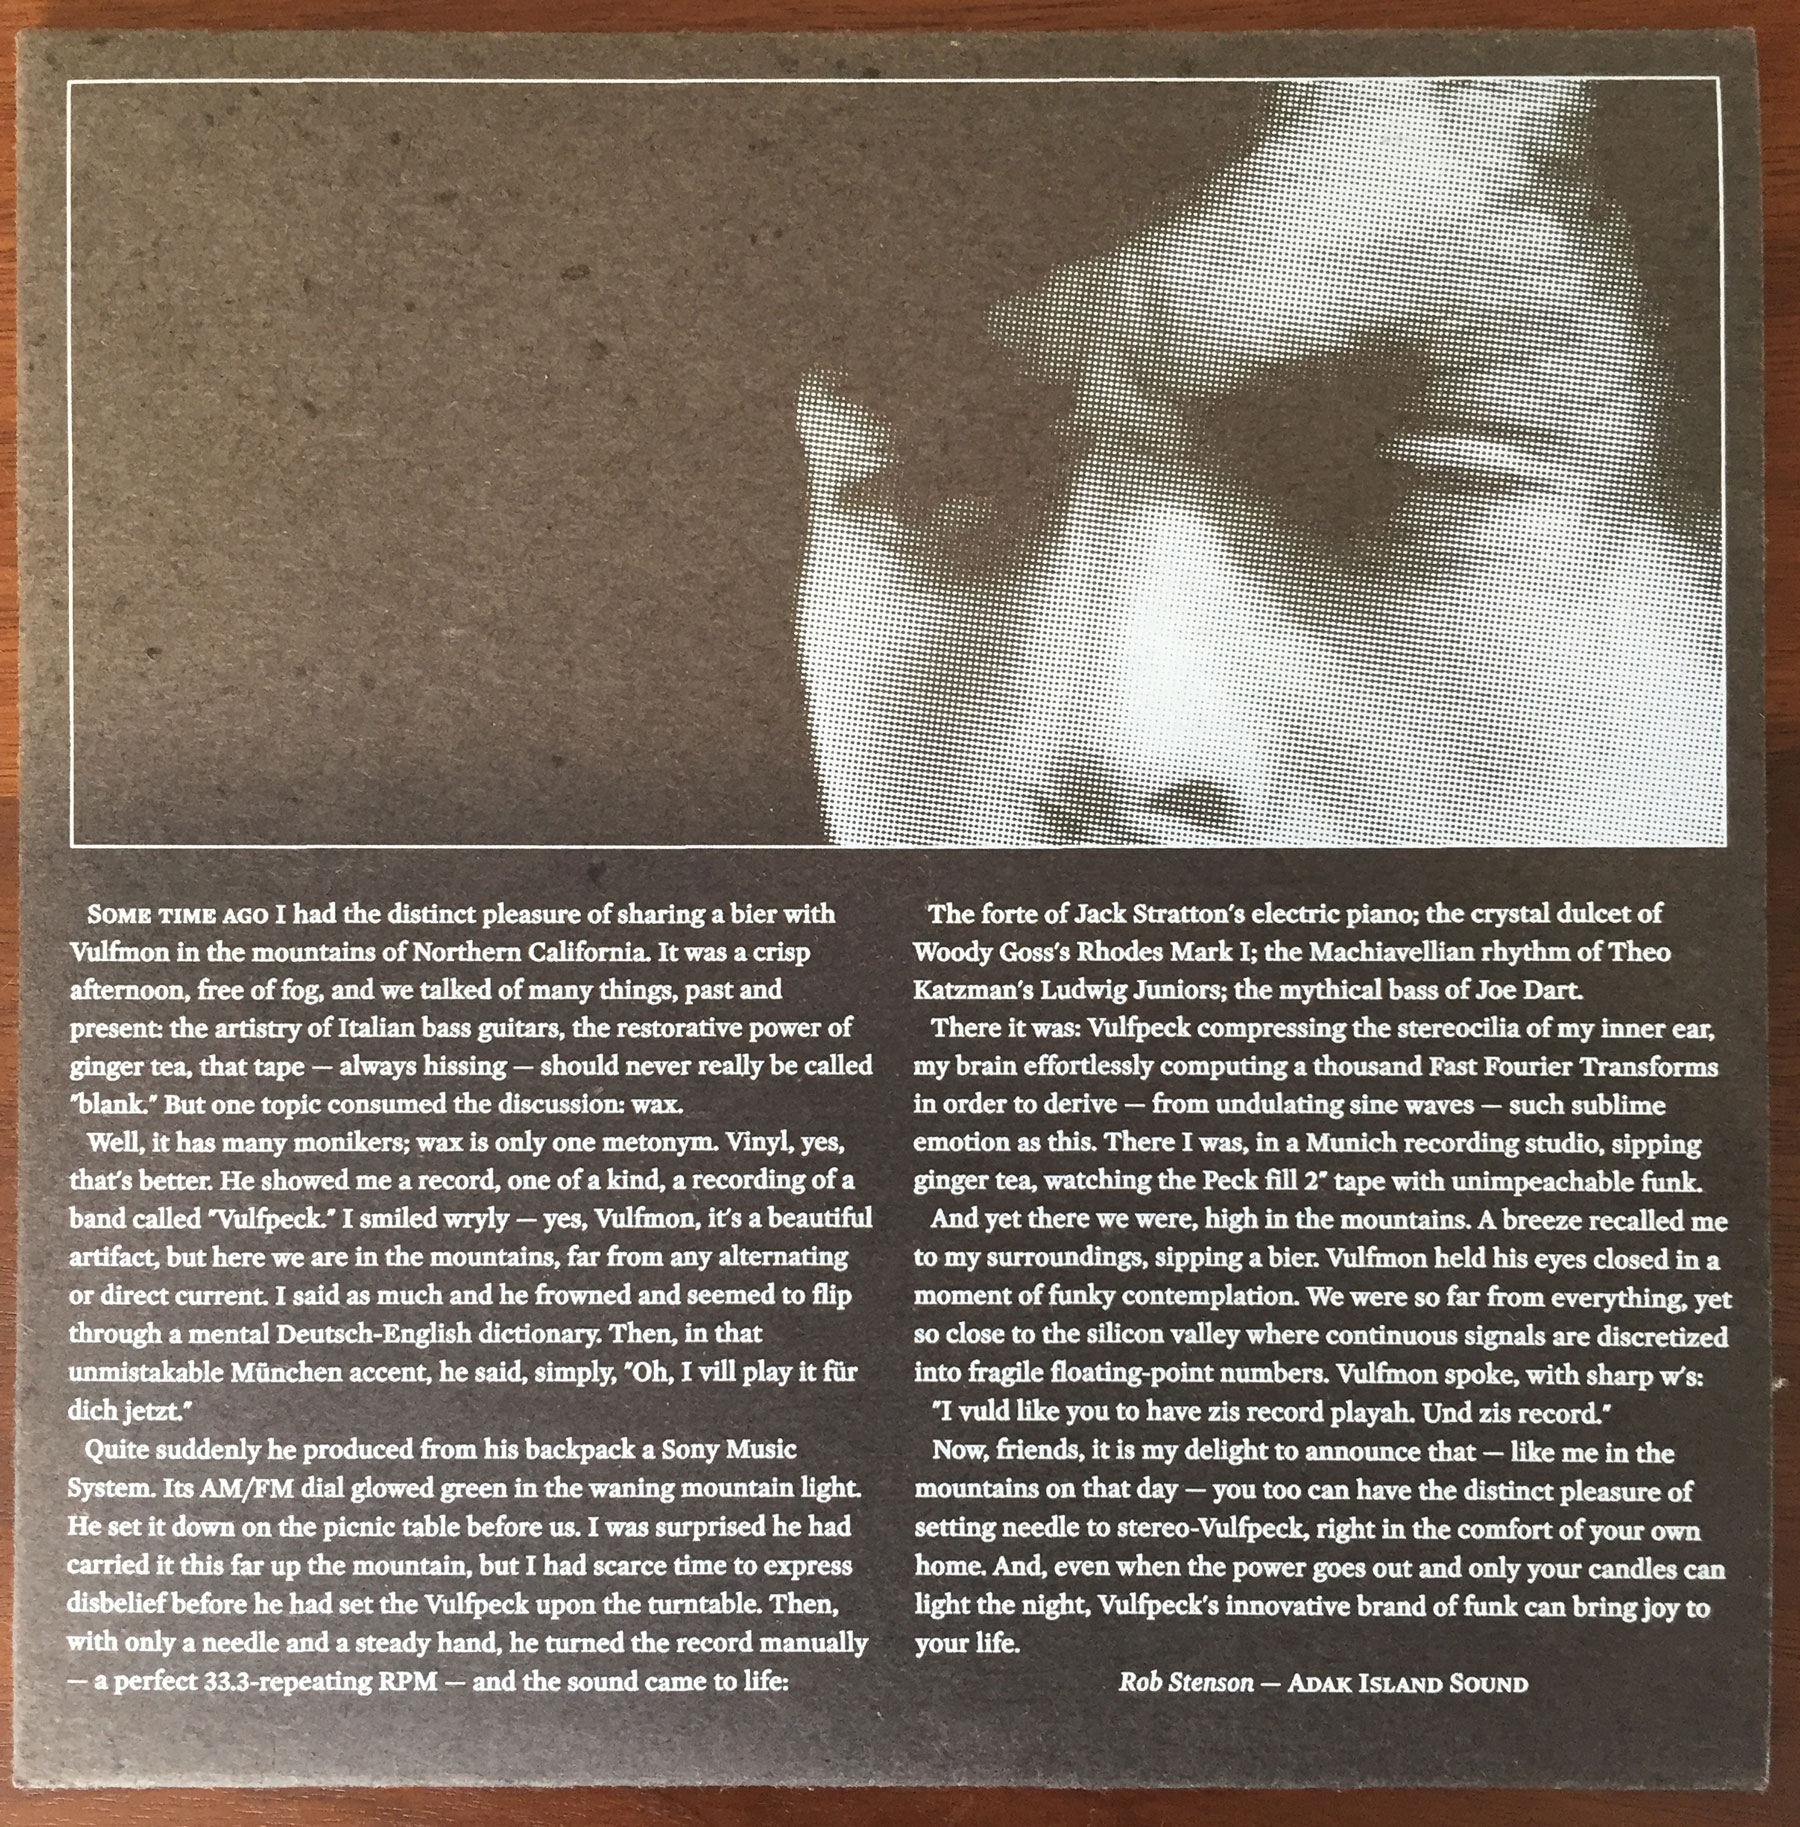 SOME TIME AGO I had the distinct pleasure of sharing a bier with
Vulfmon in the mountains of Northern California. It was a crisp
afternoon, free of fog, and we talked of many things, past and
present: the artistry of Italian bass guitars, the restorative power of
ginger tea, that tape — always hissing — should never really be called
"blank." But one topic consumed the discussion: wax.
Well, it has many monikers; wax is only one metonym. Vinyl, yes,
that's better. He showed me a record, one of a kind, a recording of a
band called "Vulfpeck." I smiled wryly — yes, Vulfmon, it's a beautiful
artifact, but here we are in the mountains, far from any alternating
or direct current. I said as much and he frowned and seemed to flip
through a mental Deutsch-English dictionary. Then, in that
unmistakable München accent, he said, simply, "Oh, I vill play it für
dich jetzt."
Quite suddenly he produced from his backpack a Sony Music
System. Its AM/FM dial glowed green in the waning mountain light.
He set it down on the picnic table before us. I was surprised he had
carried it this far up the mountain, but I had scarce time to express
disbelief before he had set the Vulfpeck upon the turntable. Then,
with only a needle and a steady hand, he turned the record manually
— a perfect 33.3-repeating RPM — and the sound came to life:
The forte of Jack Stratton's electric piano; the crystal dulcet of
Woody Goss's Rhodes Mark I; the Machiavellian rhythm of Theo
Katzman's Ludwig Juniors; the mythical bass of Joe Dart.
There it was: Vulfpeck compressing the stereocilia of my inner ear,
my brain effortlessly computing a thousand Fast Fourier Transforms
in order to derive — from undulating sine waves — such sublime
emotion as this. There I was, in a Munich recording studio, sipping
ginger tea, watching the Peck fill 2" tape with unimpeachable funk.
And yet there we were, high in the mountains. A breeze recalled me
to my surroundings, sipping a bier. Vulfmon held his eyes closed in a
moment of funky contemplation. We were so far from everything, yet
so close to the silicon valley where continuous signals are discretized
into fragile floating-point numbers. Vulfmon spoke, with sharp w's:
"I vuld like you to have zis record playah. Und zis record."
Now, friends, it is my delight to announce that — like me in the
mountains on that day — you too can have the distinct pleasure of
setting needle to stereo-Vulfpeck, right in the comfort of your own
home. And, even when the power goes out and only your candles can
light the night, Vulfpeck's innovative brand of funk can bring joy to
your life.
Rob Stenson — ADAK ISLAND SOUND